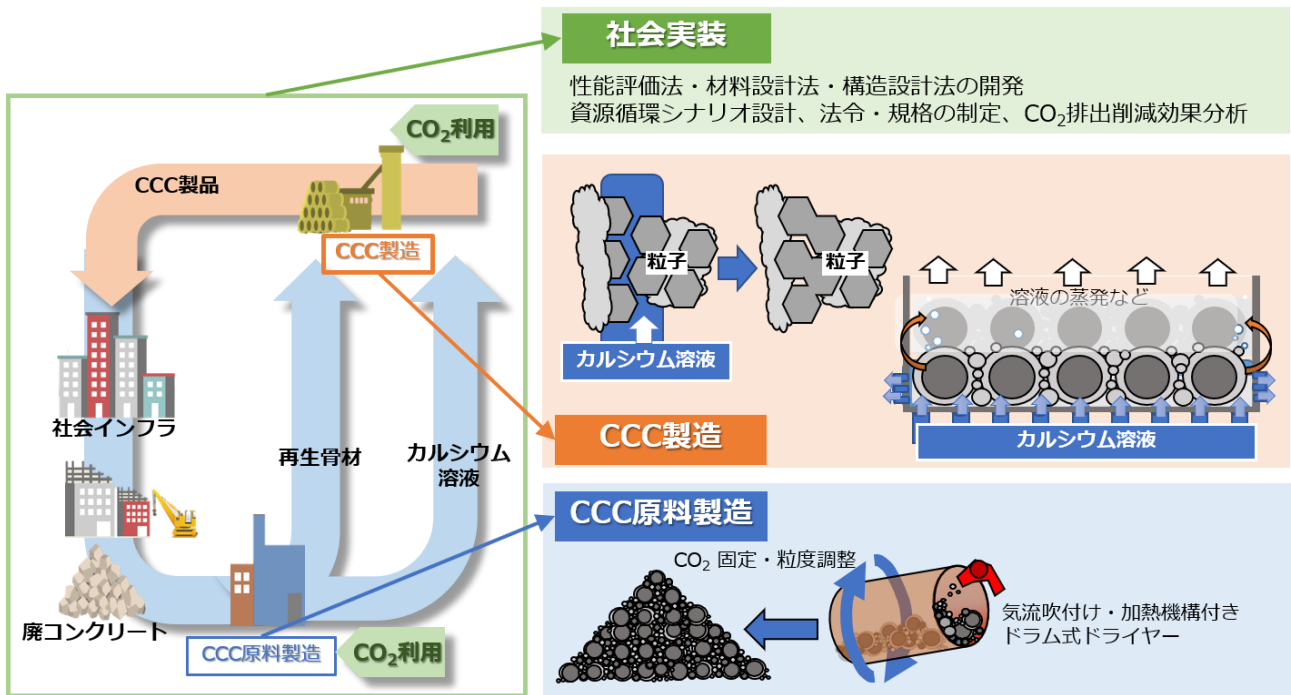 社会実装
性能評価法・材料設計法・構造設計法の開発
資源循環シナリオ設計、法令・規格の制定、CO₂排出削減効果分析
CO₂利用
CCC製品
CCC製造
社会インフラ
再生骨材
カルシウム
溶液
廃コンクリート
CCC原料製造
CO₂利用
粒子
粒子
カルシウム溶液
溶液の蒸発など
カルシウム溶液
CCC製造
CCC原料製造
CO₂ 固定・粒度調整
気流吹付け・加熱機構付き
ドラム式ドライヤー